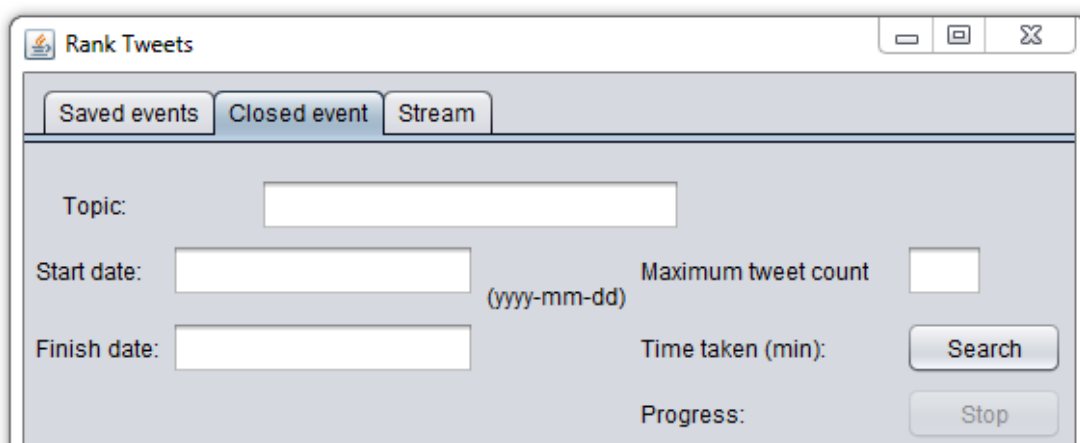 Rank Tweets
Saved events Closed event Stream
Topic:
Start date: (yyyy-mm-dd) Maximum tweet count
Finish date: Time taken (min): Search
Progress: Stop